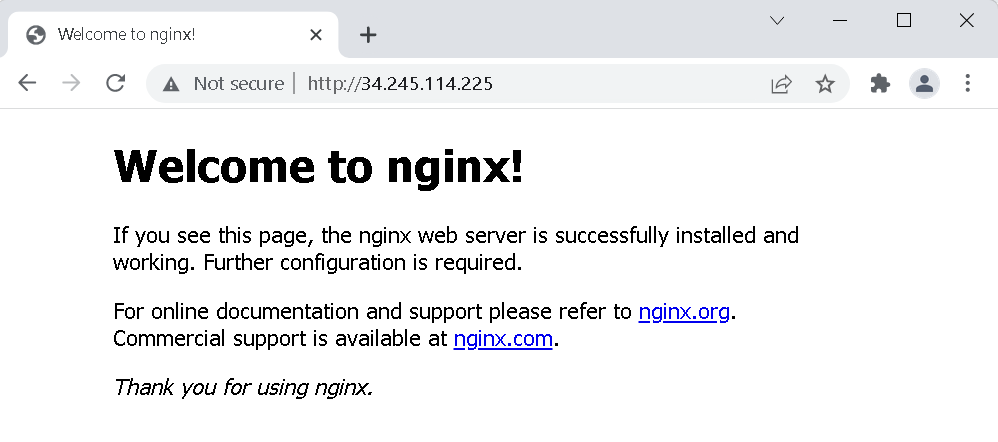 Welcome to nginx!
Not secure | http://34.245.114.225
Welcome to nginx!
If you see this page, the nginx web server is successfully installed and
working. Further configuration is required.
For online documentation and support please refer to nginx.org.
Commercial support is available at nginx.com.
Thank you for using nginx.